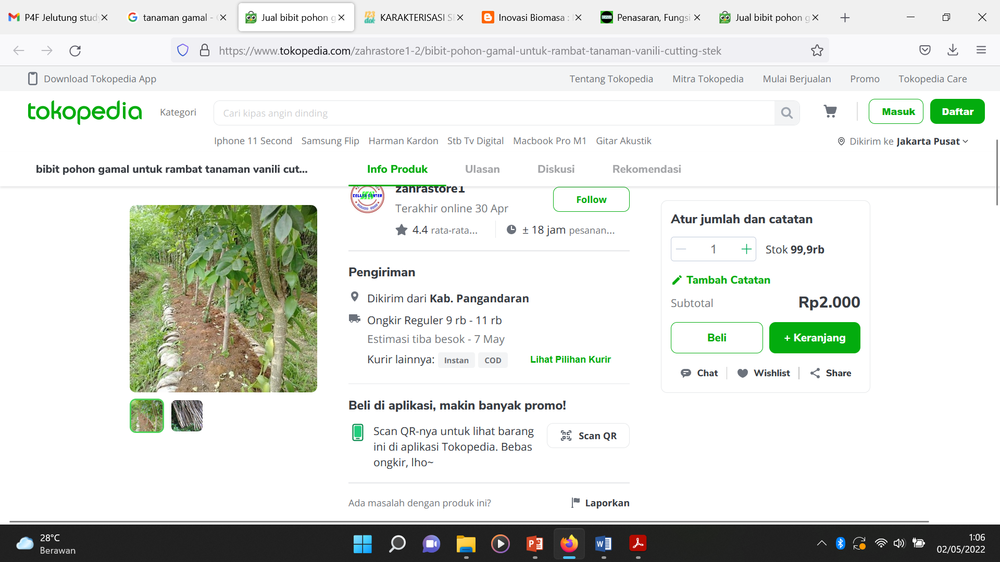 P4F Jelutung study
tanaman gamal -
Jual bibit pohon g
KARAKTERISASI SE
Inovasi Biomasa :
Penasaran, Fungsi
Jual bibit pohon g
https://www.tokopedia.com/zahrastore1-2/bibit-pohon-gamal-untuk-rambat-tanaman-vanili-cutting-stek
Download Tokopedia App
Tentang Tokopedia
Mitra Tokopedia
Mulai Berjualan
Promo
Tokopedia Care
tokopedia
Kategori
Cari kipas angin dinding
Masuk
Daftar
Iphone 11 Second
Samsung Flip
Harman Kardon
Stb Tv Digital
Macbook Pro M1
Gitar Akustik
Dikirim ke Jakarta Pusat
bibit pohon gamal untuk rambat tanaman vanili cut...
Info Produk
Ulasan
Diskusi
Rekomendasi
zahrastore1
CELLER CENTER
Terakhir online 30 Apr
Follow
4.4 rata-rata...
± 18 jam pesanan...
Pengiriman
Dikirim dari Kab. Pangandaran
Ongkir Reguler 9 rb - 11 rb
Estimasi tiba besok - 7 May
Kurir lainnya: Instan COD
Lihat Pilihan Kurir
Beli di aplikasi, makin banyak promo!
Scan QR-nya untuk lihat barang
ini di aplikasi Tokopedia. Bebas
ongkir, lho~
Scan QR
Ada masalah dengan produk ini?
Laporkan
Atur jumlah dan catatan
1
Stok 99,9rb
Tambah Catatan
Subtotal
Rp2.000
Beli
+ Keranjang
Chat
Wishlist
Share
28°C
Berawan
1:06
02/05/2022